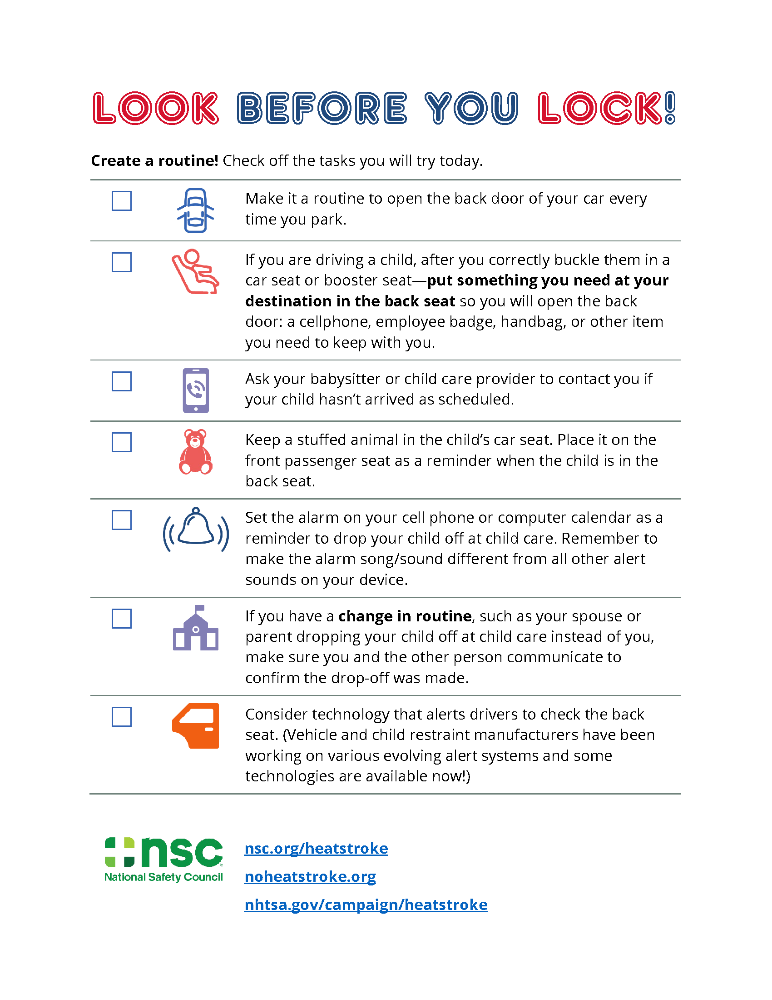 LOOK BEFORE YOU LOCK!
Create a routine! Check off the tasks you will try today.
Make it a routine to open the back door of your car every
time you park.
If you are driving a child, after you correctly buckle them in a
car seat or booster seat—put something you need at your
destination in the back seat so you will open the back
door: a cellphone, employee badge, handbag, or other item
you need to keep with you.
Ask your babysitter or child care provider to contact you if
your child hasn’t arrived as scheduled.
Keep a stuffed animal in the child’s car seat. Place it on the
front passenger seat as a reminder when the child is in the
back seat.
Set the alarm on your cell phone or computer calendar as a
reminder to drop your child off at child care. Remember to
make the alarm song/sound different from all other alert
sounds on your device.
If you have a change in routine, such as your spouse or
parent dropping your child off at child care instead of you,
make sure you and the other person communicate to
confirm the drop-off was made.
Consider technology that alerts drivers to check the back
seat. (Vehicle and child restraint manufacturers have been
working on various evolving alert systems and some
technologies are available now!)
nsc
National Safety Council
nsc.org/heatstroke
noheatstroke.org
nhtsa.gov/campaign/heatstroke